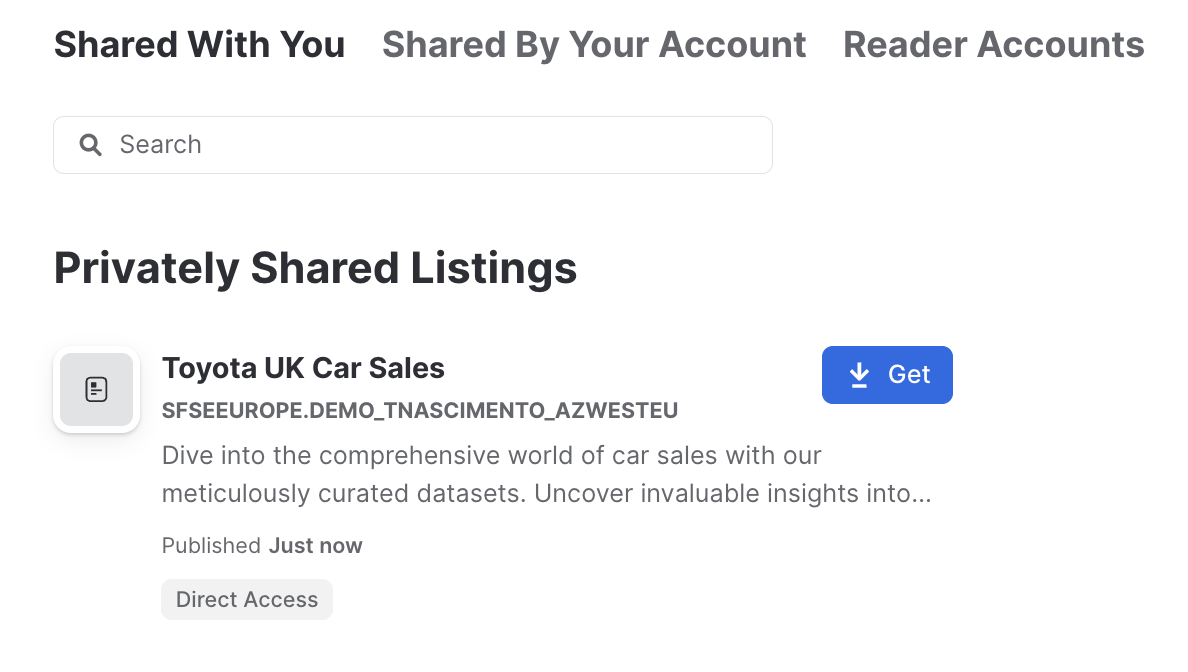 Shared With You Shared By Your Account Reader Accounts
Search
Privately Shared Listings
Toyota UK Car Sales
Get
SFSEEUROPE.DEMO_TNASCIMENTO_AZWESTEU
Dive into the comprehensive world of car sales with our
meticulously curated datasets. Uncover invaluable insights into...
Published Just now
Direct Access